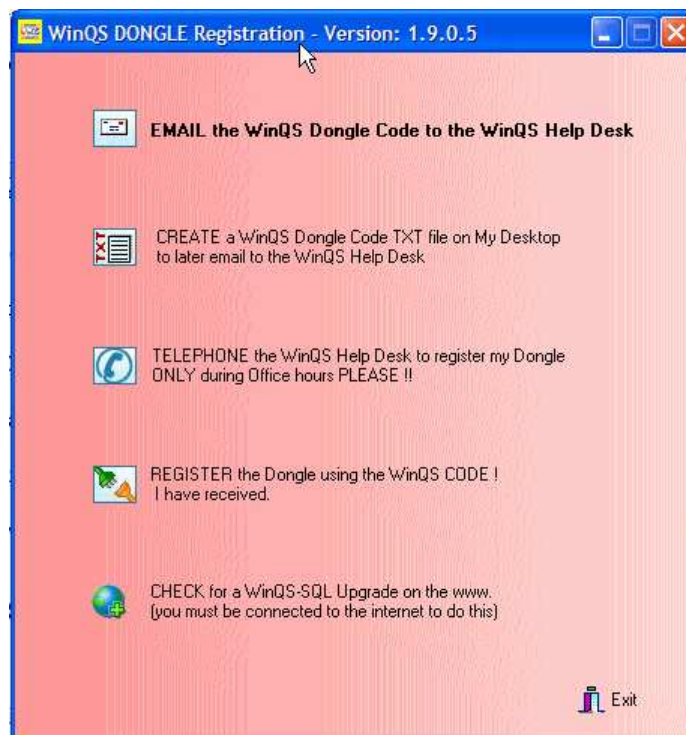 WinQS DONGLE Registration - Version: 1.9.0.5
EMAIL the WinQS Dongle Code to the WinQS Help Desk
TXT
CREATE a WinQS Dongle Code TXT file on My Desktop
to later email to the WinQS Help Desk
TELEPHONE the WinQS Help Desk to register my Dongle
ONLY during Office hours PLEASE !!
REGISTER the Dongle using the WinQS CODE !
I have received.
CHECK for a WinQS-SQL Upgrade on the www.
(you must be connected to the internet to do this)
Exit